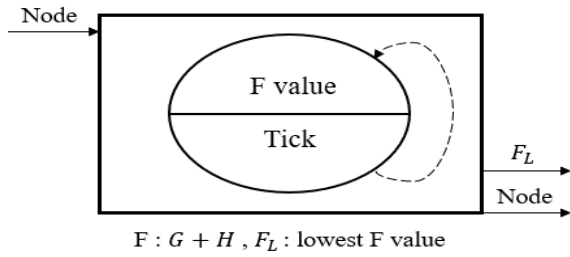 Node
F value
Tick
F_L
Node
F : G + H , F_L : lowest F value